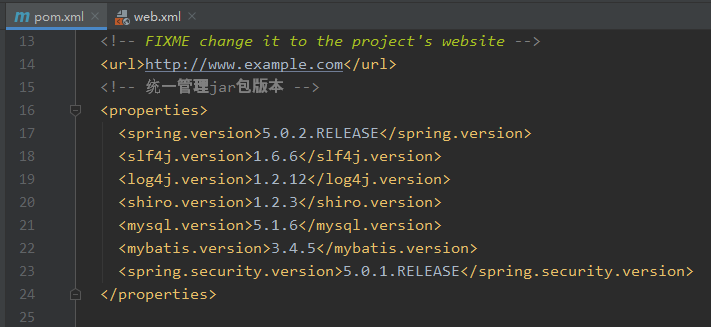 pom.xml
web.xml
13 <!-- FIXME change it to the project's website -->
14 <url>http://www.example.com</url>
15 <!-- 统一管理jar包版本 -->
16 <properties>
17 <spring.version>5.0.2.RELEASE</spring.version>
18 <slf4j.version>1.6.6</slf4j.version>
19 <log4j.version>1.2.12</log4j.version>
20 <shiro.version>1.2.3</shiro.version>
21 <mysql.version>5.1.6</mysql.version>
22 <mybatis.version>3.4.5</mybatis.version>
23 <spring.security.version>5.0.1.RELEASE</spring.security.version>
24 </properties>
25